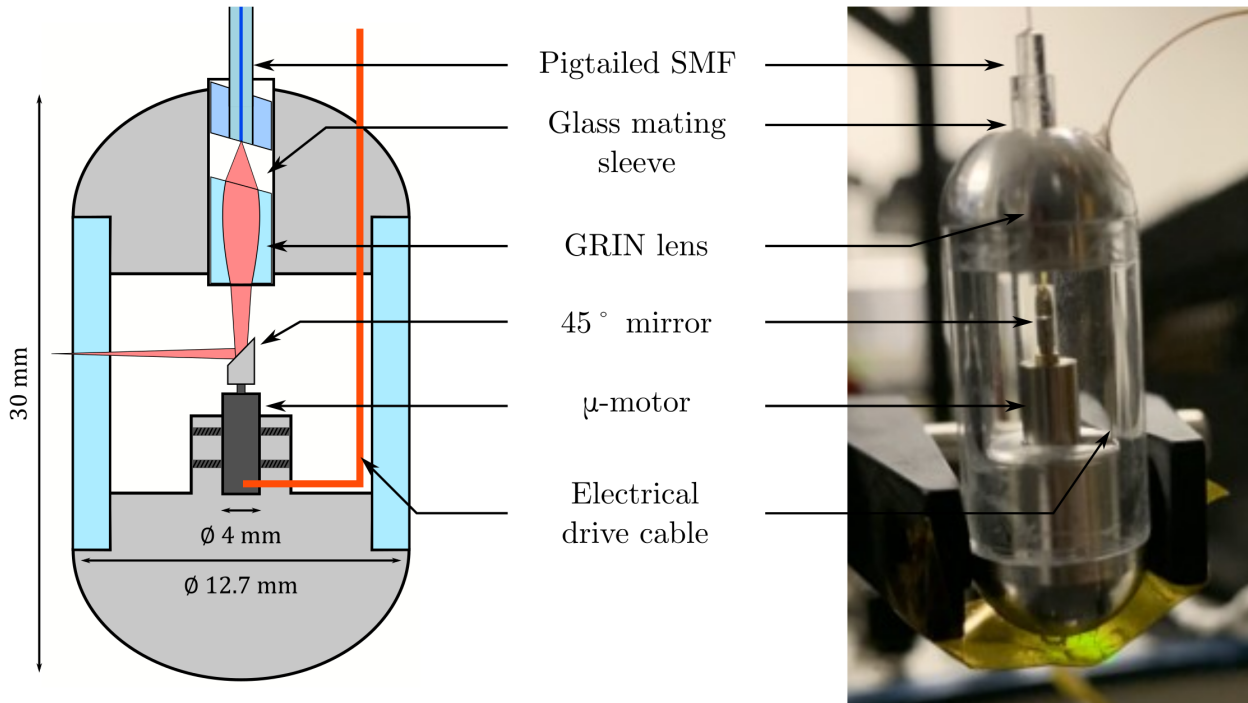 Pigtailed SMF
Glass mating
sleeve
GRIN lens
45° mirror
µ-motor
Electrical
drive cable
30 mm
Ø 4 mm
Ø 12.7 mm